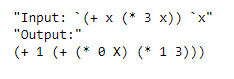 "Input: `(+ x (* 3 x)) `x"
"Output:"
(+ 1 (+ (* 0 X) (* 1 3)))